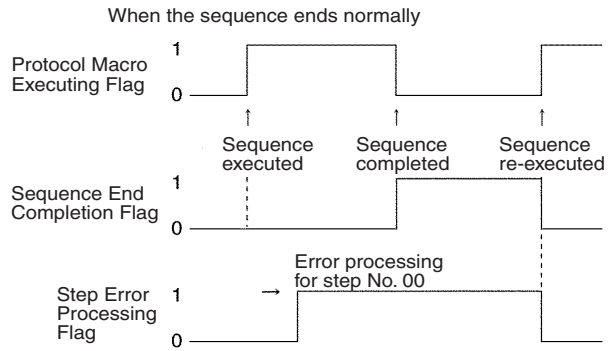 When the sequence ends normally
Protocol Macro
Executing Flag
1
0
Sequence
executed
Sequence
completed
Sequence
re-executed
Sequence End
Completion Flag
1
0
Error processing
for step No. 00
Step Error
Processing
Flag
1
0